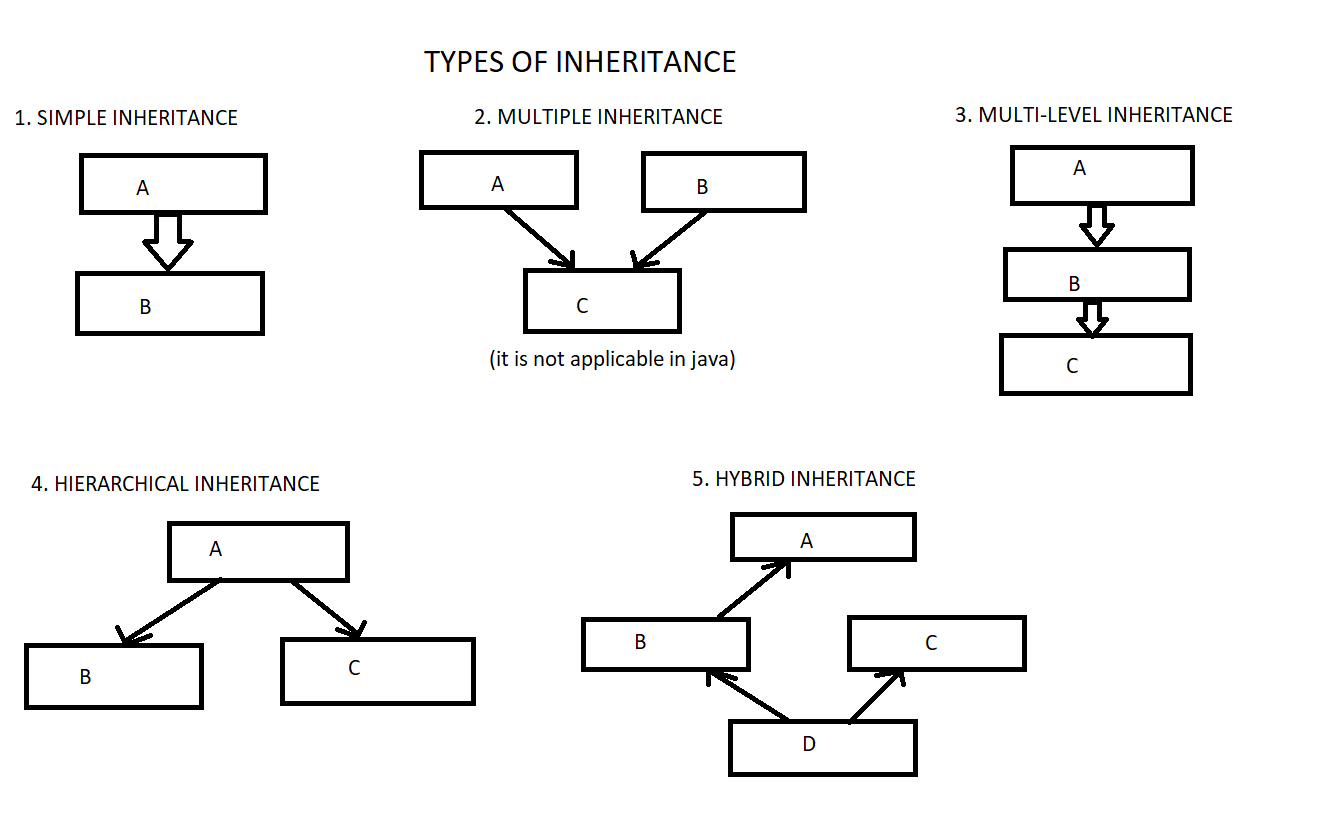 TYPES OF INHERITANCE
1. SIMPLE INHERITANCE
A
B
2. MULTIPLE INHERITANCE
A
B
C
(it is not applicable in java)
3. MULTI-LEVEL INHERITANCE
A
B
C
4. HIERARCHICAL INHERITANCE
A
B
C
5. HYBRID INHERITANCE
A
B
C
D